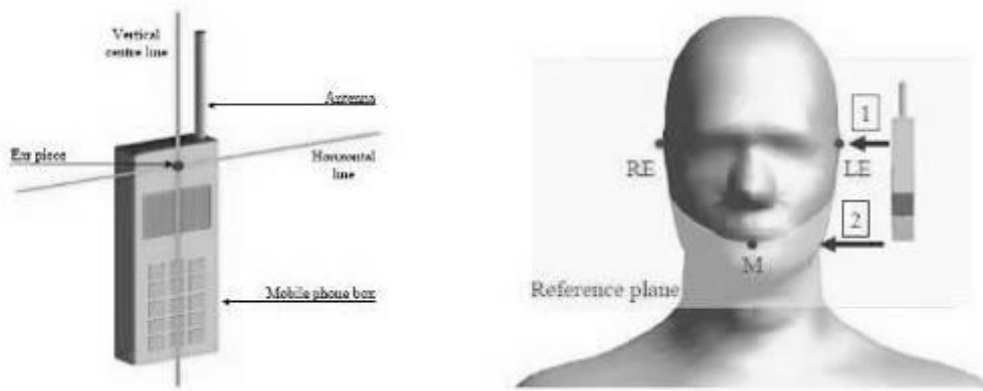 Vertical
centre line
Antenna
Ear piece
Horizontal
line
Mobile phone box
1
RE
LE
2
M
Reference plane